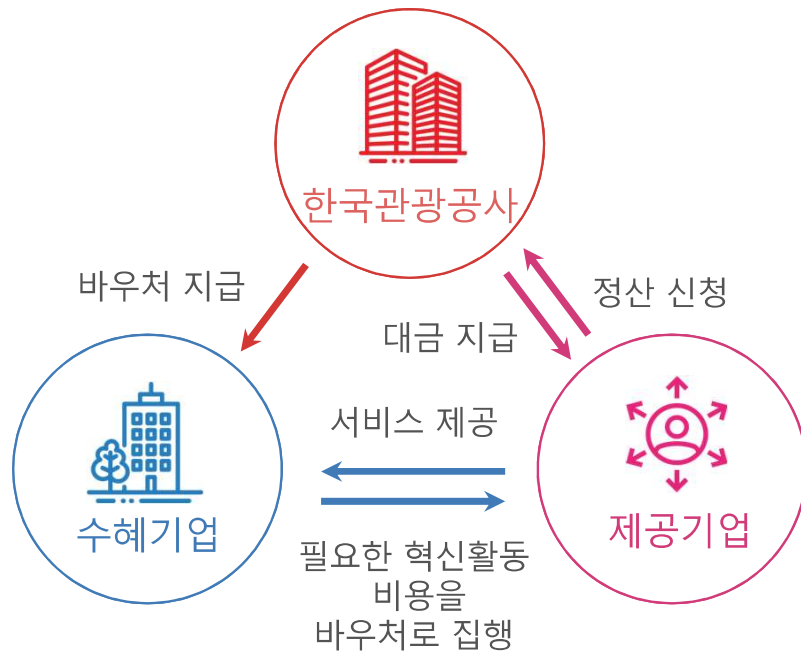 한국관광공사
바우처 지급
정산 신청
대금 지급
서비스 제공
수혜기업
제공기업
필요한 혁신활동
비용을
바우처로 집행